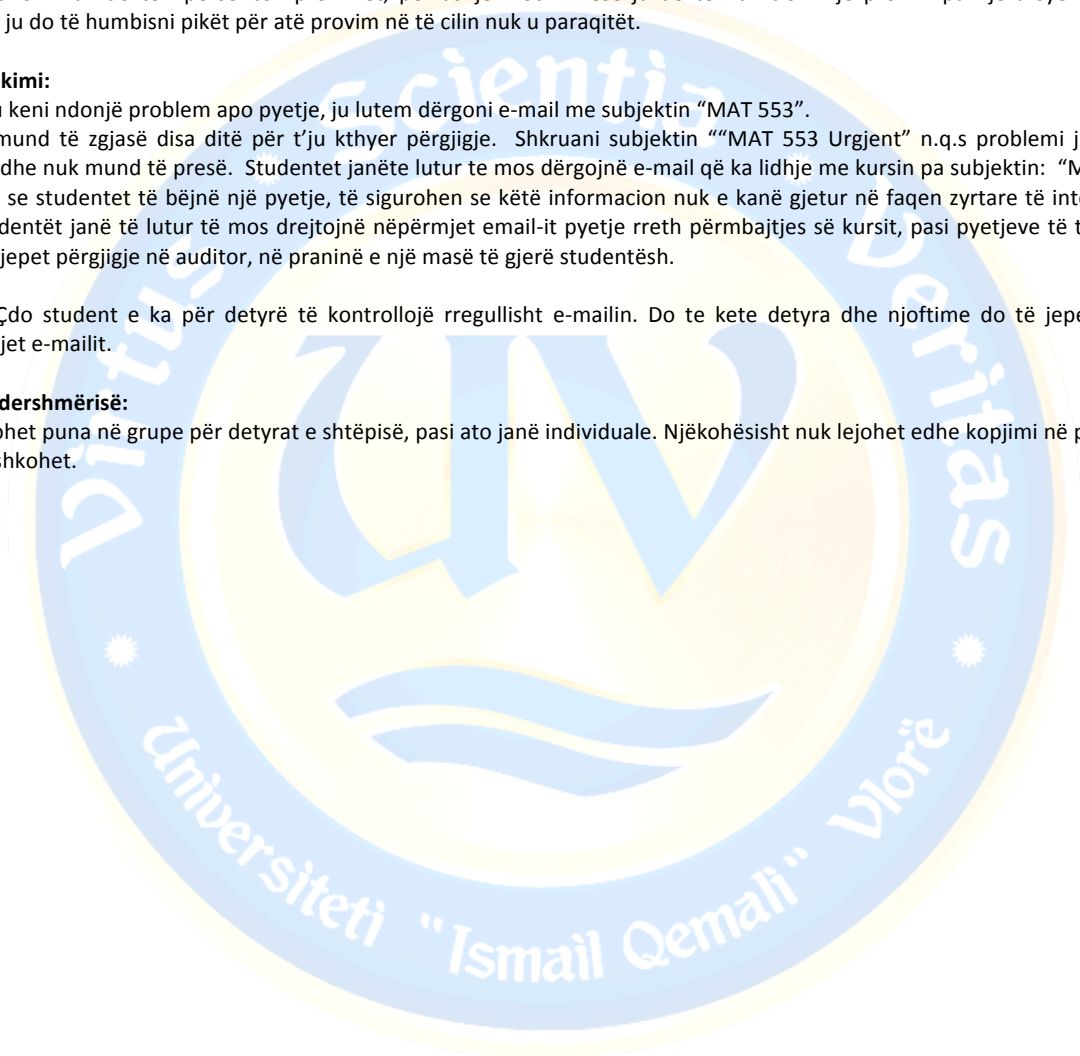 ju do të humbisni pikët për atë provim në të cilin nuk u paraqitët.
kimi:
keni ndonjë problem apo pyetje, ju lutem dërgoni e-mail me subjektin “MAT 553”.
mund të zgjasë disa ditë për t’ju kthyer përgjigje. Shkruani subjektin ““MAT 553 Urgjent” n.q.s problemi j
dhe nuk mund të presë. Studentet janëte lutur te mos dërgojnë e-mail që ka lidhje me kursin pa subjektin: “M
se studentet të bëjnë një pyetje, të sigurohen se këtë informacion nuk e kanë gjetur në faqen zyrtare të int
dentët janë të lutur të mos drejtojnë nëpërmjet email-it pyetje rreth përmbajtjes së kursit, pasi pyetjeve të t
jepet përgjigje në auditor, në praninë e një masë të gjerë studentësh.
Çdo student e ka për detyrë të kontrollojë rregullisht e-mailin. Do te kete detyra dhe njoftime do të jepe
jet e-mailit.
dershmërisë:
het puna në grupe për detyrat e shtëpisë, pasi ato janë individuale. Njëkohësisht nuk lejohet edhe kopjimi në p
shkohet.
Virtus Scientia Veritas
UV
Universiteti "Ismail Qemali" Vlorë